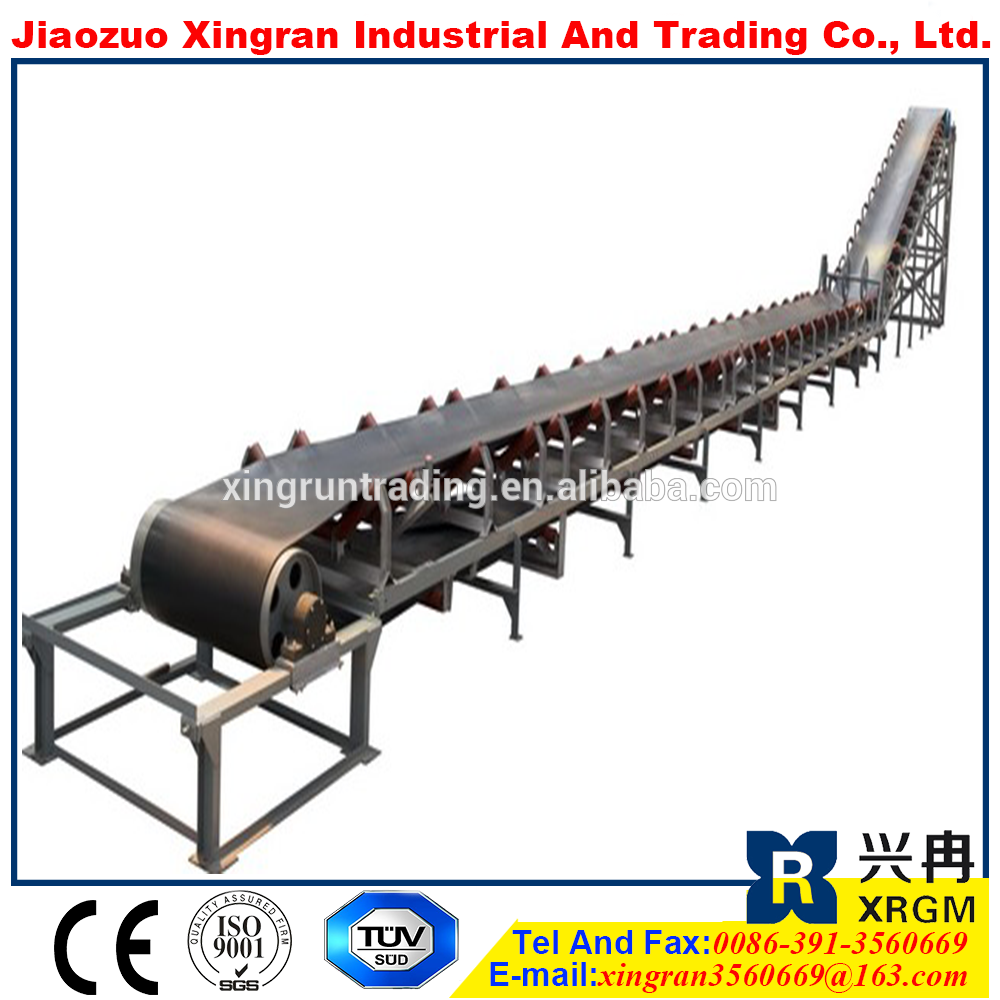 Jiaozuo Xingran Industrial And Trading Co., Ltd.
xingruntrading.en.alibaba.com
兴冉
R
XRGM
CE
QUALITY ASSURED FIRM
ISO
9001
SGS
TÜV
SÜD
Tel And Fax:0086-391-3560669
E-mail:xingran3560669@163.com